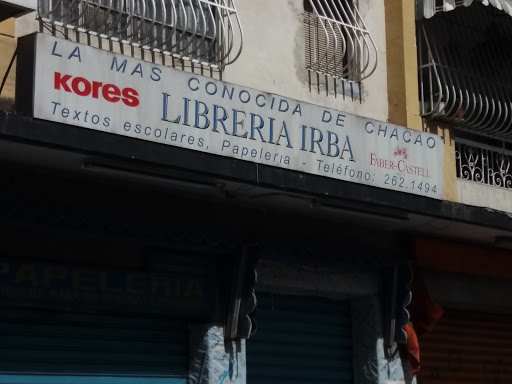 LA MAS CONOCIDA DE CHACAO
KORES LIBRERIA IRBA FABER-CASTELL
Textos escolares, Papeleria - Teléfono: 262.1494
PAPELERIA